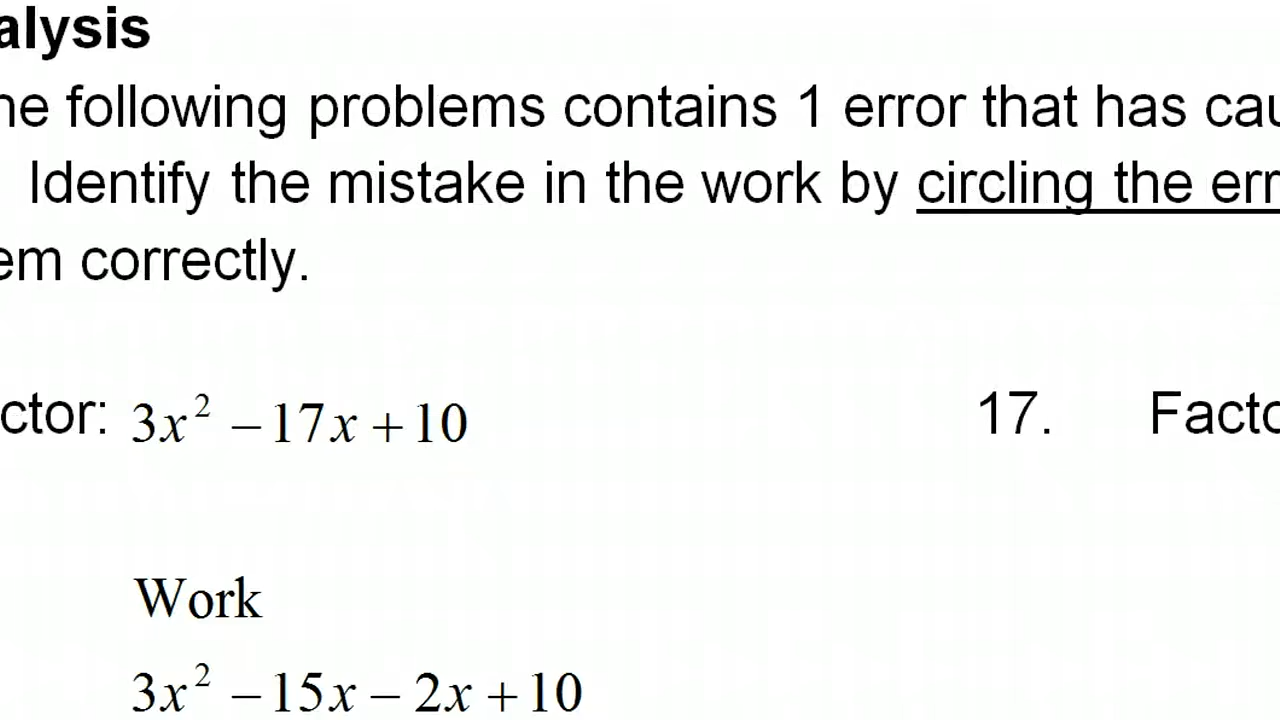 alysis
he following problems contains 1 error that has cau
Identify the mistake in the work by circling the err
em correctly.
ctor: 3x² − 17x + 10 17. Facto
Work
3x² − 15x − 2x + 10